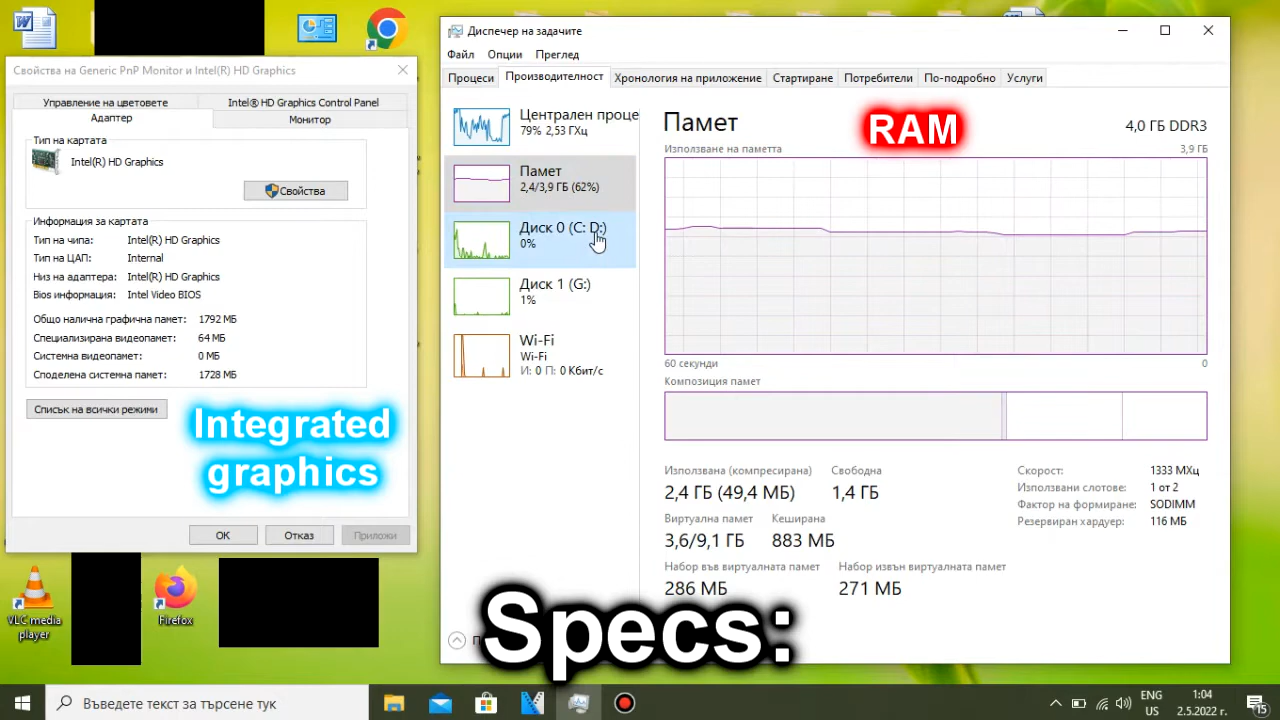 Свойства на Generic PnP Monitor и Intel(R) HD Graphics
Управление на цветовете
Intel® HD Graphics Control Panel
Адаптер
Монитор
Тип на картата
Intel(R) HD Graphics
Свойства
Информация за картата
Тип на чипа: Intel(R) HD Graphics
Тип на ЦАП: Internal
Низ на адаптера: Intel(R) HD Graphics
Bios информация: Intel Video BIOS
Общо налична графична памет: 1792 МБ
Специализирана видеопамет: 64 МБ
Системна видеопамет: 0 МБ
Споделена системна памет: 1728 МБ
Списък на всички режими
Integrated
graphics
OK
Отказ
Приложи
VLC media
player
Firefox
Диспечер на задачите
Файл Опции Преглед
Процеси Производителност Хронология на приложение Стартиране Потребители По-подробно Услуги
Централен проце
79% 2,53 ГХц
Памет
2,4/3,9 ГБ (62%)
Диск 0 (C: D:)
0%
Диск 1 (G:)
1%
Wi-Fi
Wi-Fi
И: 0 П: 0 Кбит/с
Памет
RAM
4,0 ГБ DDR3
Използване на паметта
3,9 ГБ
60 секунди
0
Композиция памет
Използвана (компресирана)
2,4 ГБ (49,4 МБ)
Свободна
1,4 ГБ
Виртуална памет
3,6/9,1 ГБ
Кеширана
883 МБ
Набор във виртуалната памет
286 МБ
Набор извън виртуалната памет
271 МБ
Скорост: 1333 МХц
Използвани слотове: 1 от 2
Фактор на формиране: SODIMM
Резервиран хардуер: 116 МБ
Specs:
Въведете текст за търсене тук
ENG
US
1:04
2.5.2022 г.
15